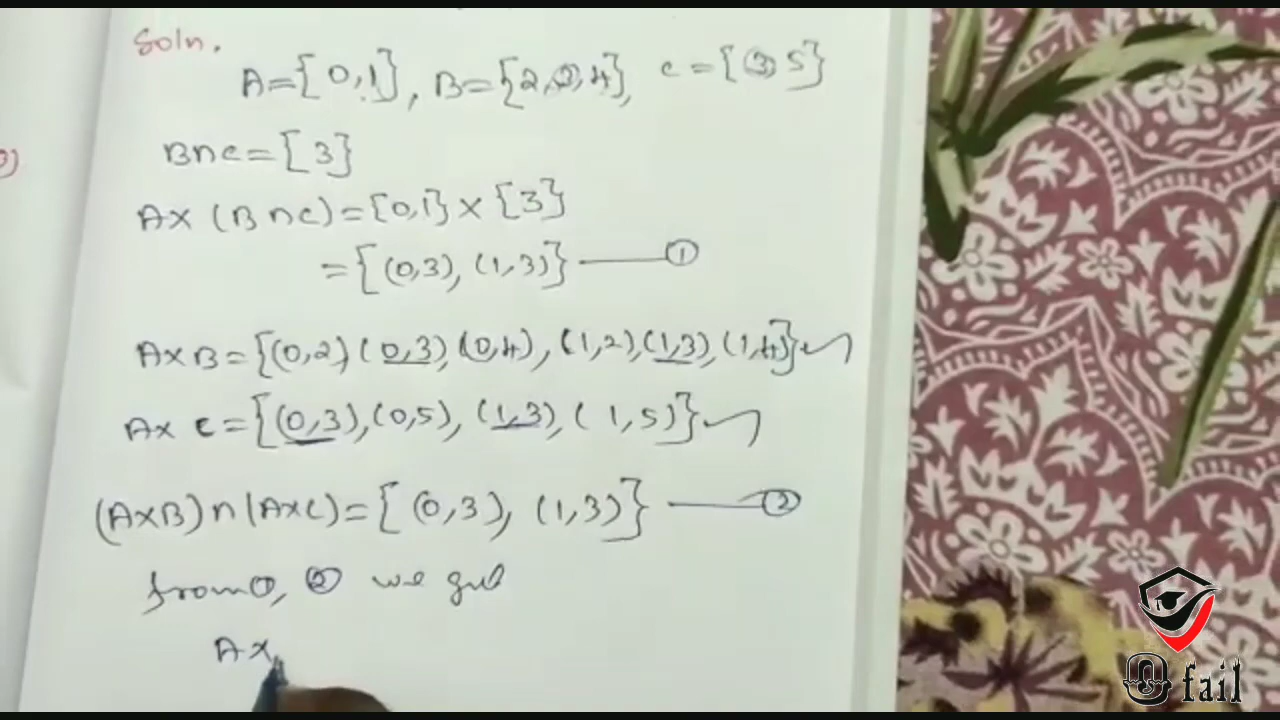 Soln.
A={0,1}, B={2,3,4}, C={3,5}
B∩C={3}
A×(B∩C)={0,1}×{3}
={(0,3),(1,3)} — ①
A×B={(0,2)(0,3),(0,4),(1,2),(1,3),(1,4)}
A×C={(0,3),(0,5),(1,3),(1,5)}
(A×B)∩(A×C)={(0,3),(1,3)} — ②
from ①, ② we get
A×
0 fail